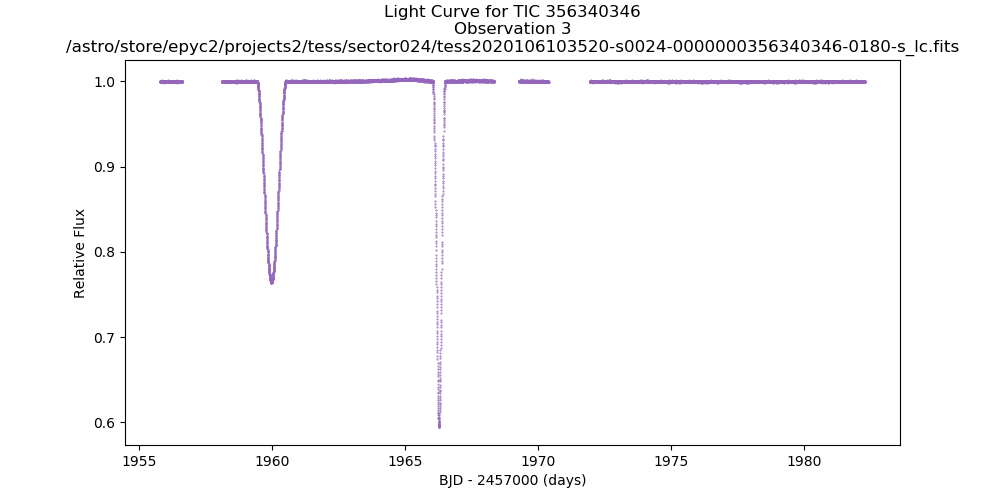 Light Curve for TIC 356340346
Observation 3
/astro/store/epyc2/projects2/tess/sector024/tess2020106103520-s0024-0000000356340346-0180-s_lc.fits
1.0
0.9
0.8
0.7
0.6
Relative Flux
1955 1960 1965 1970 1975 1980
BJD - 2457000 (days)